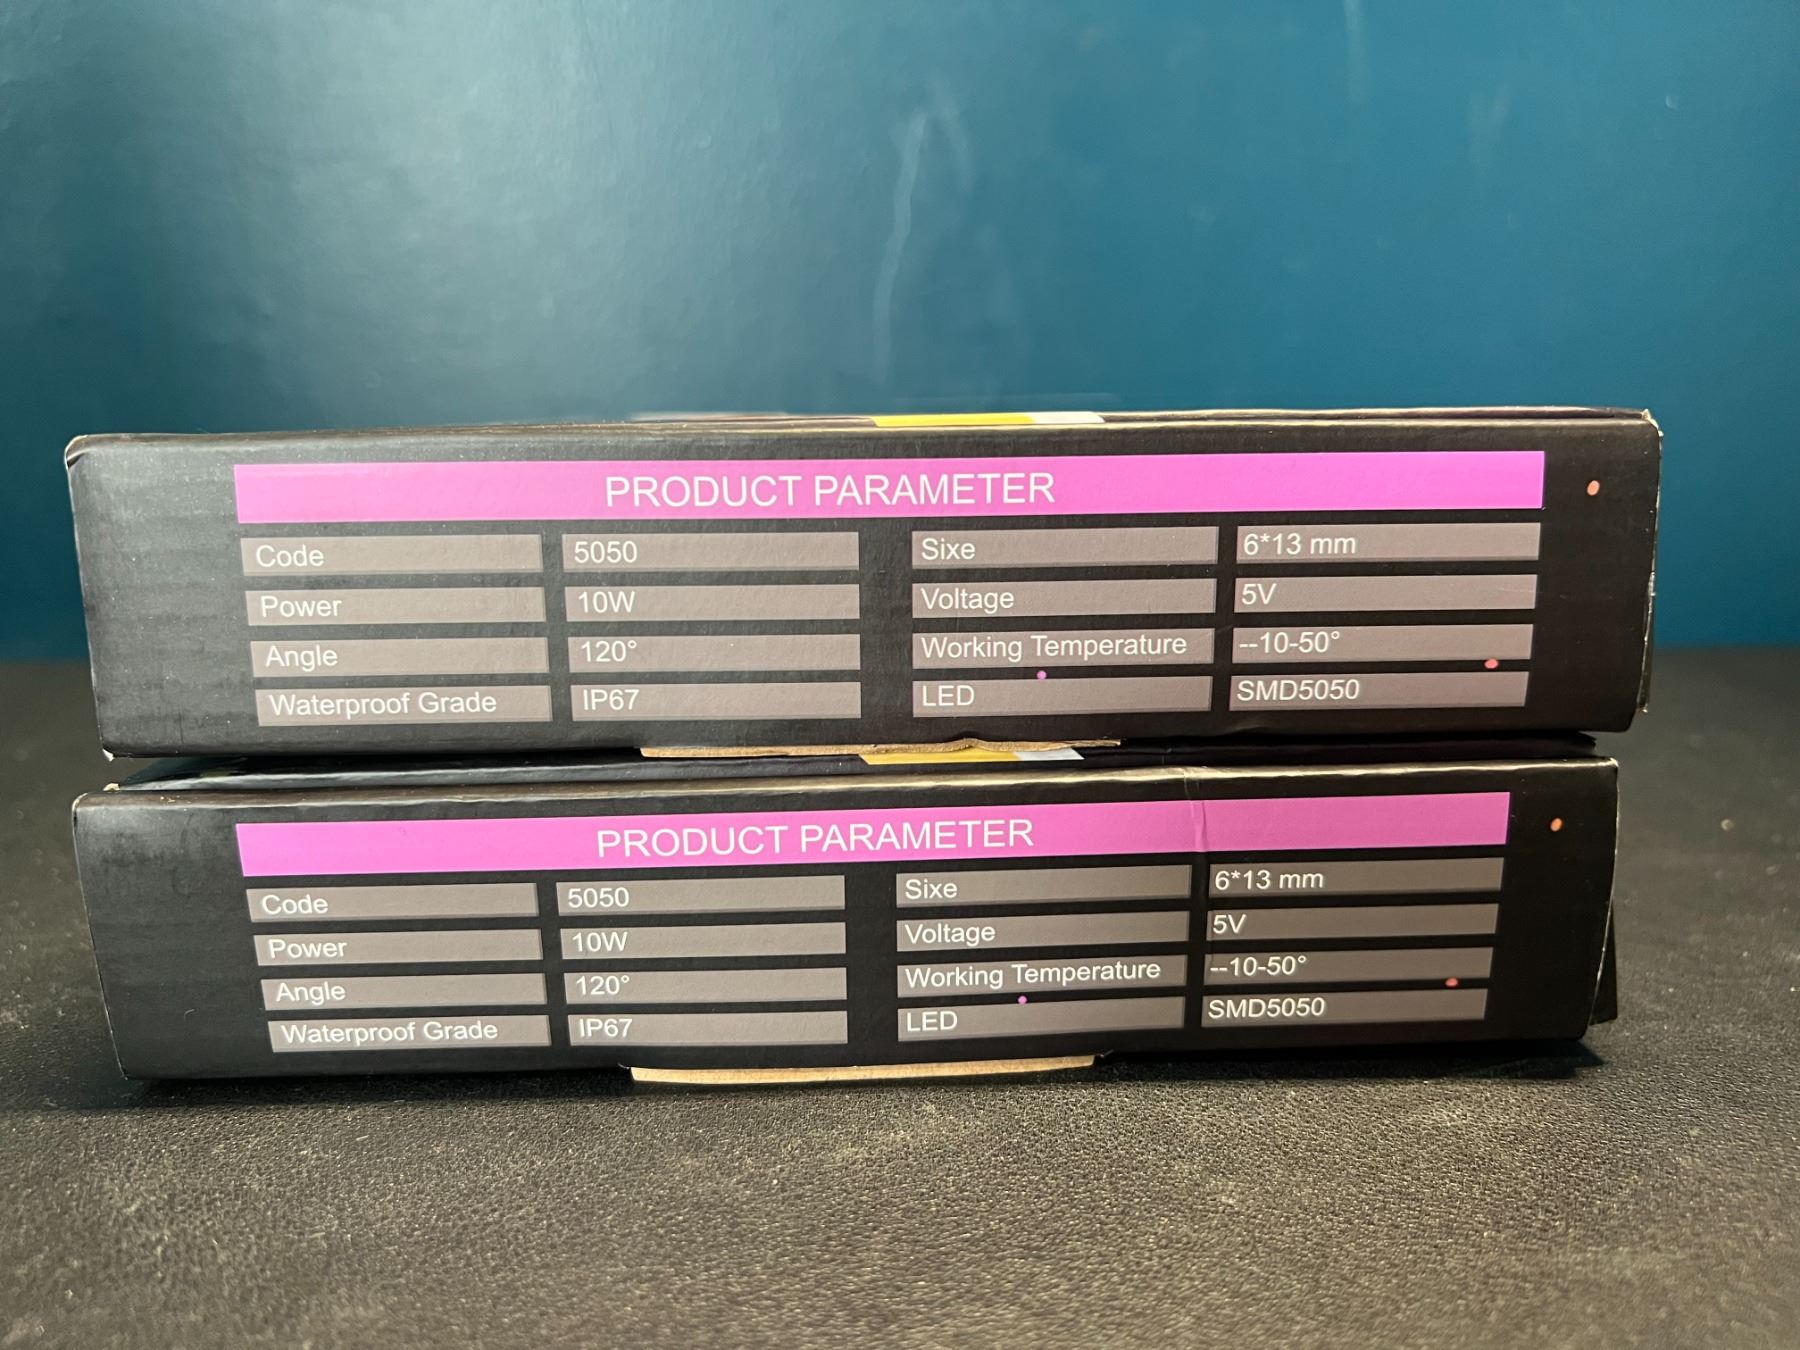 PRODUCT PARAMETER
Code 5050 Sixe 6*13 mm
Power 10W Voltage 5V
Angle 120° Working Temperature --10-50°
Waterproof Grade IP67 LED SMD5050
PRODUCT PARAMETER
Code 5050 Sixe 6*13 mm
Power 10W Voltage 5V
Angle 120° Working Temperature --10-50°
Waterproof Grade IP67 LED SMD5050